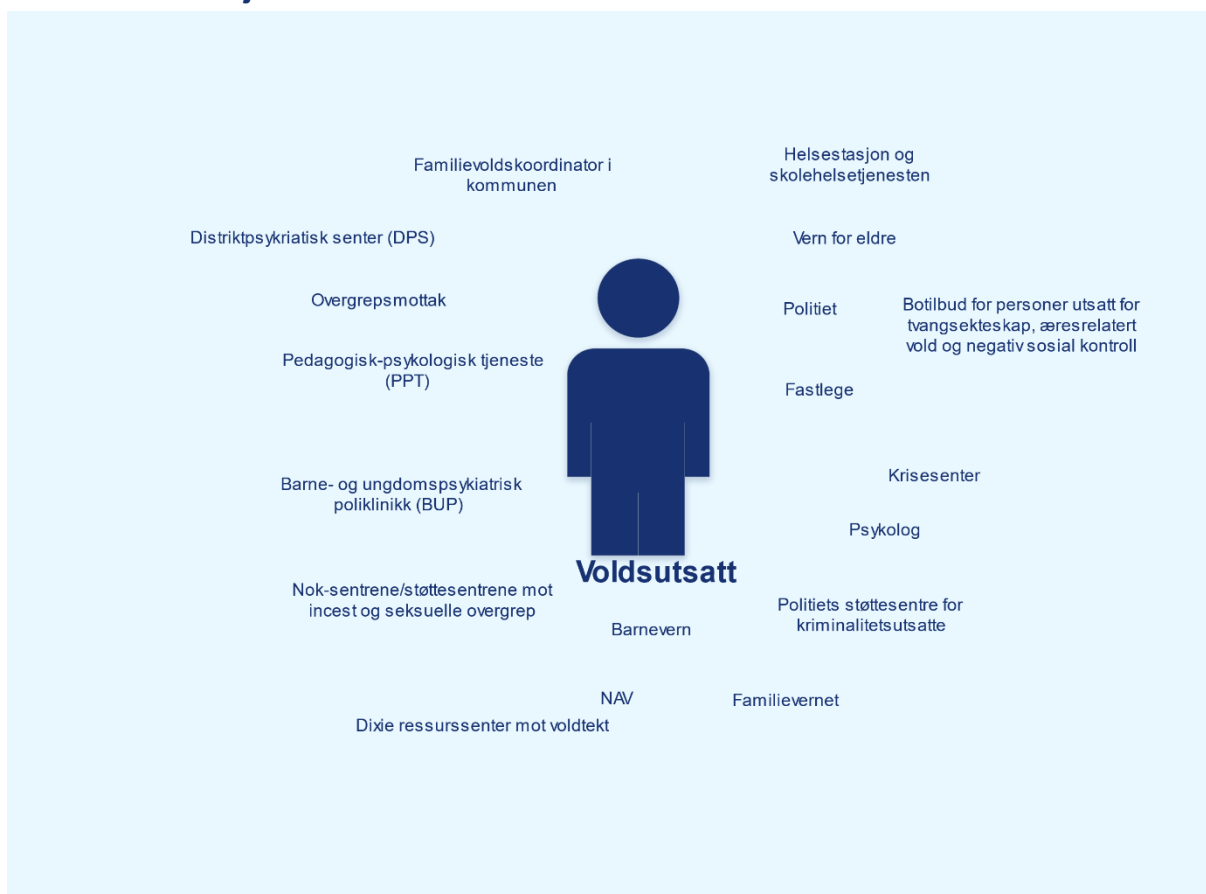 Familievoldskoordinator i
kommunen
Helsestasjon og
skolehelsetjenesten
Distriktpsykriatisk senter (DPS)
Vern for eldre
Overgrepsmottak
Politiet
Botilbud for personer utsatt for
tvangsekteskap, æresrelatert
vold og negativ sosial kontroll
Pedagogisk-psykologisk tjeneste
(PPT)
Fastlege
Barne- og ungdomspsykiatrisk
poliklinikk (BUP)
Krisesenter
Psykolog
Voldsutsatt
Nok-sentrene/støttesentrene mot
incest og seksuelle overgrep
Politiets støttesentre for
kriminalitetsutsatte
Barnevern
NAV
Familievernet
Dixie ressurssenter mot voldtekt